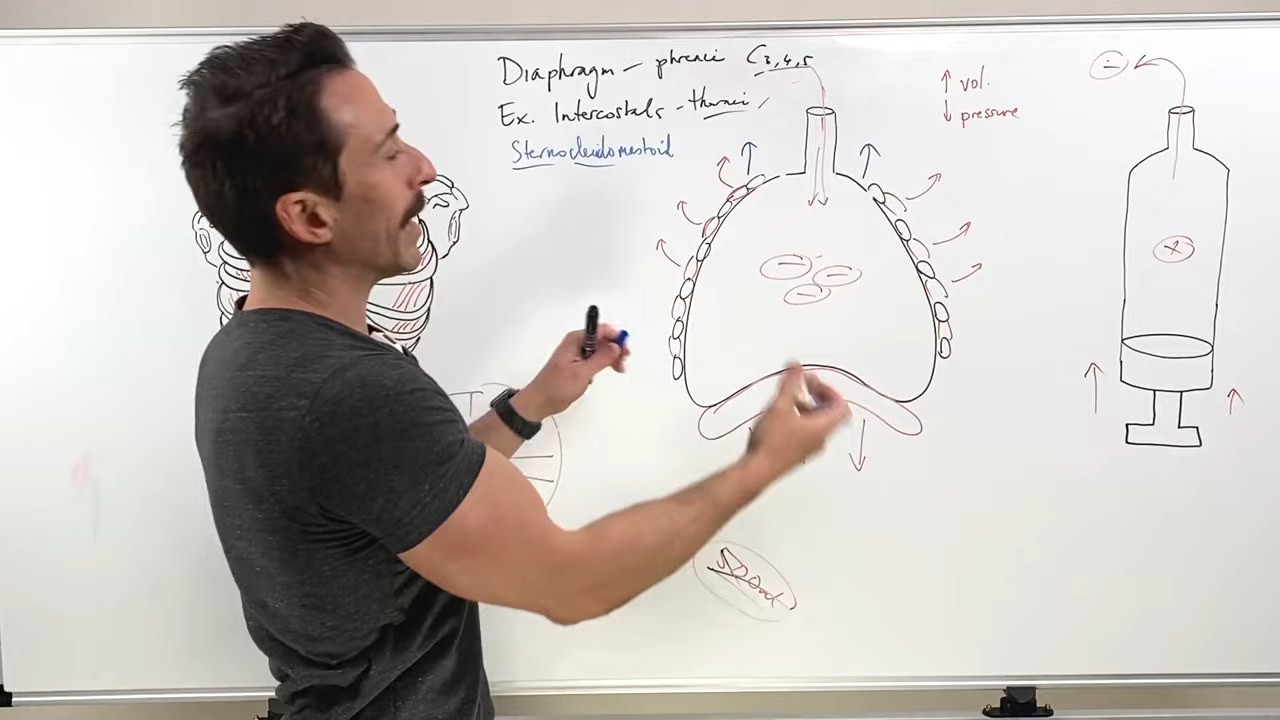 Diaphragm – phrenic C3,4,5
Ex. Intercostals - thoracic
Sternocleidomastoid
↑ vol.
↓ pressure